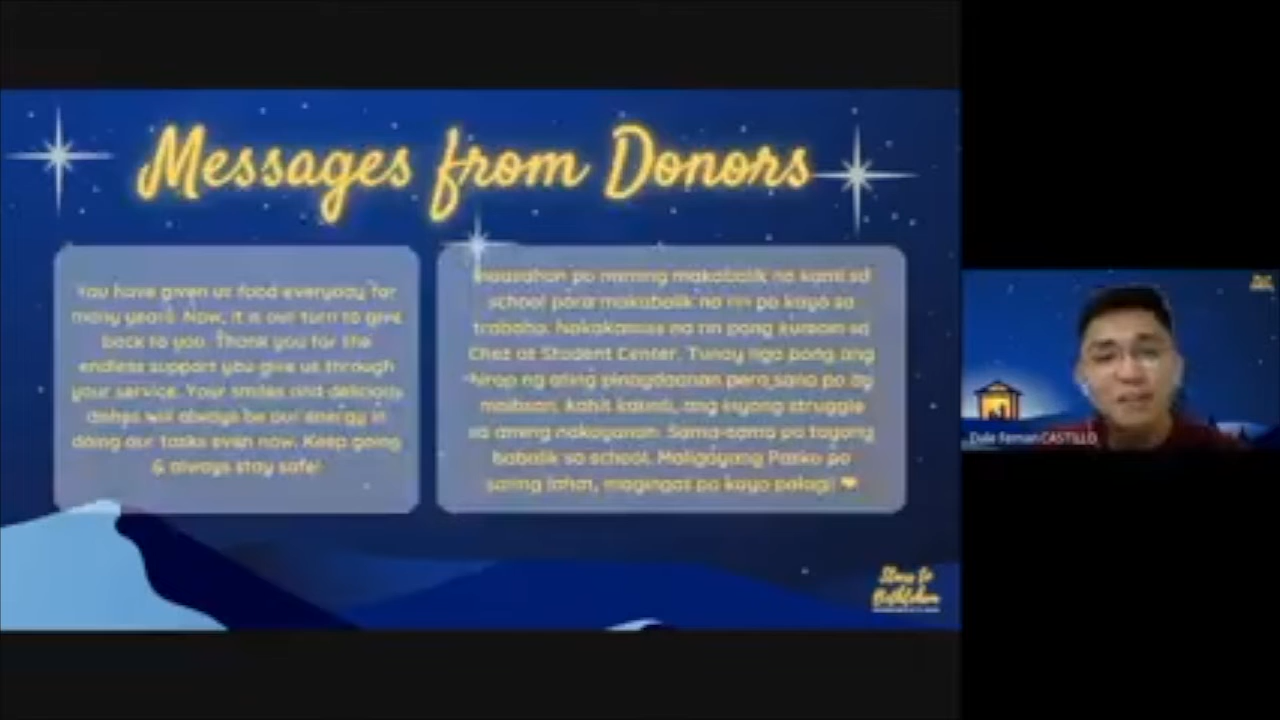 Messages from Donors
You have given us food everyday for
many years. Now, it is our turn to give
back to you. Thank you for the
endless support you give us through
your service. Your smiles and delicious
dishes will always be our energy in
doing our tasks even now. Keep going
& always stay safe!
po naming makabalik na kami sa
school para makabalik na rin po kayo sa
trabaho. Nakakamiss na rin pong kumain sa
Chez at Student Center. Tunay nga pong ang
hirap ng ating pinagdaanan pero sana po ay
maibsan, kahit kaunti, ang inyong struggle
sa aming nakayanan. Sama-sama po tayong
babalik sa school. Maligayang Pasko po
saring lahat, magingat po kayo palagi!
Stars to
Bethlehem
Dale Fernan CASTILLO